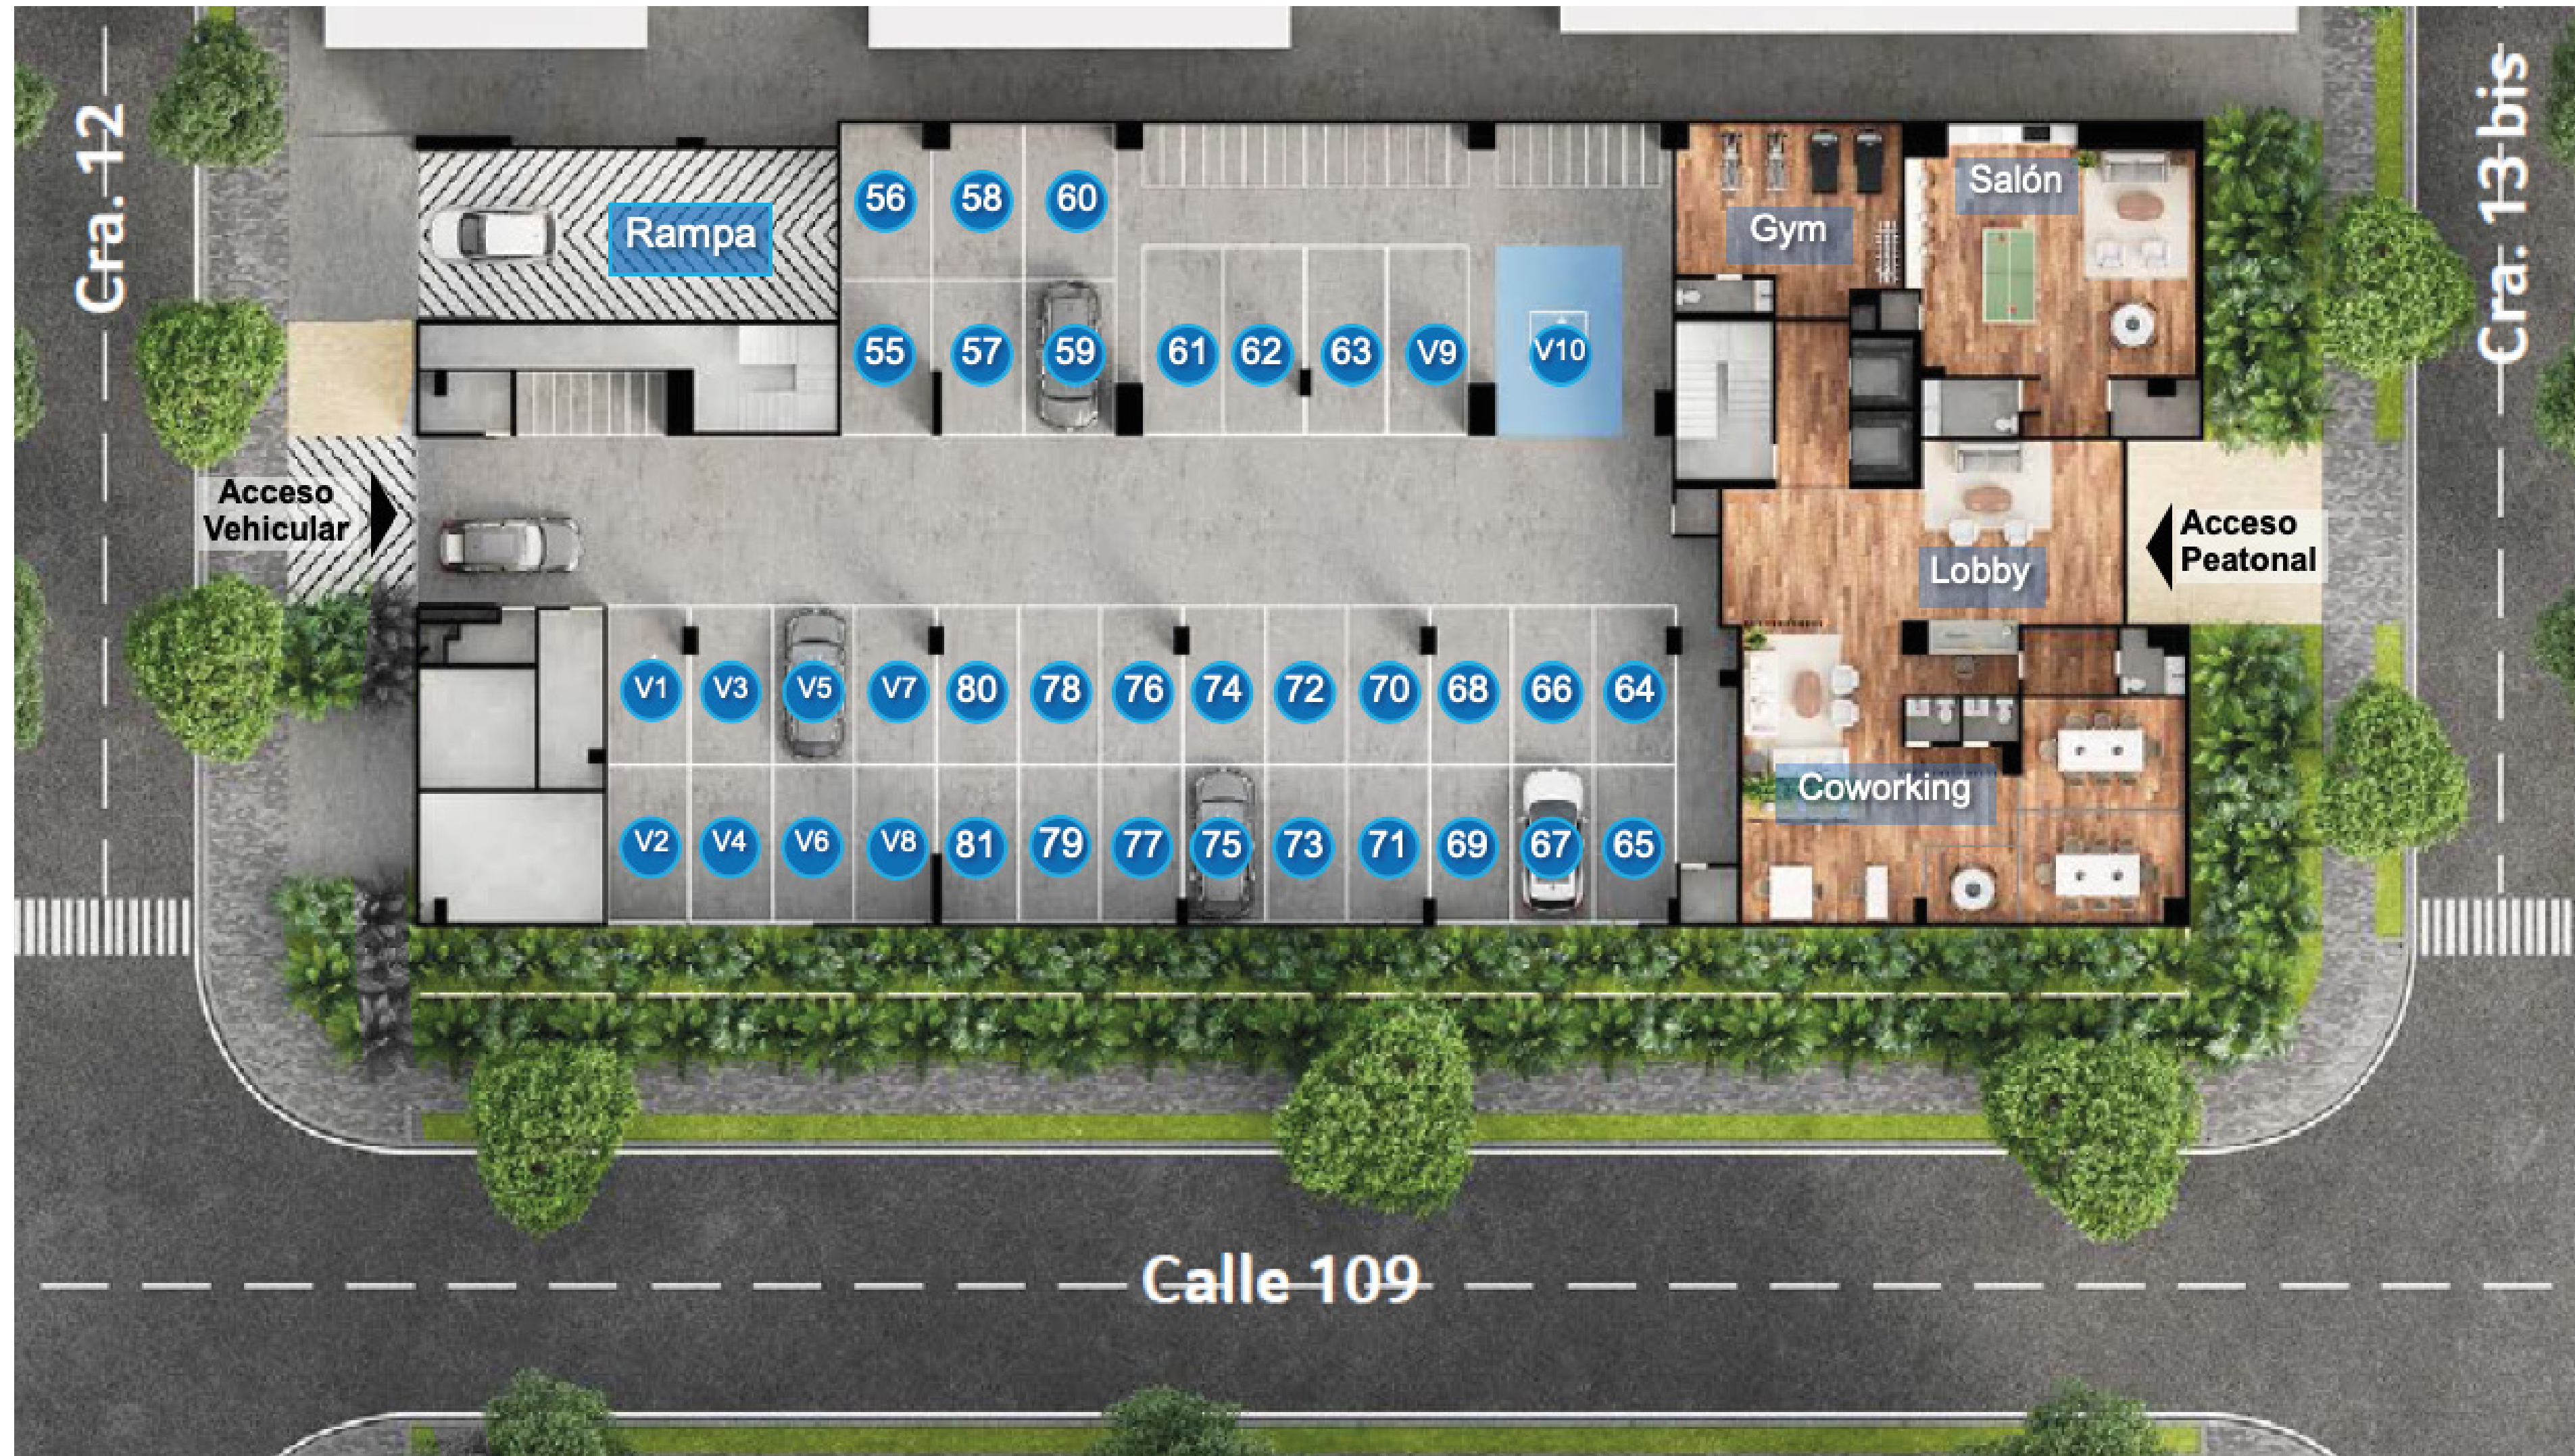 Cra. 12
Cra. 13 bis
Salón
56 58 60
Rampa
Gym
55 57 59 61 62 63 V9 V10
Acceso
Vehicular
Acceso
Peatonal
Lobby
V1 V3 V5 V7 80 78 76 74 72 70 68 66 64
Coworking
V2 V4 V6 V8 81 79 77 75 73 71 69 67 65
Calle 109